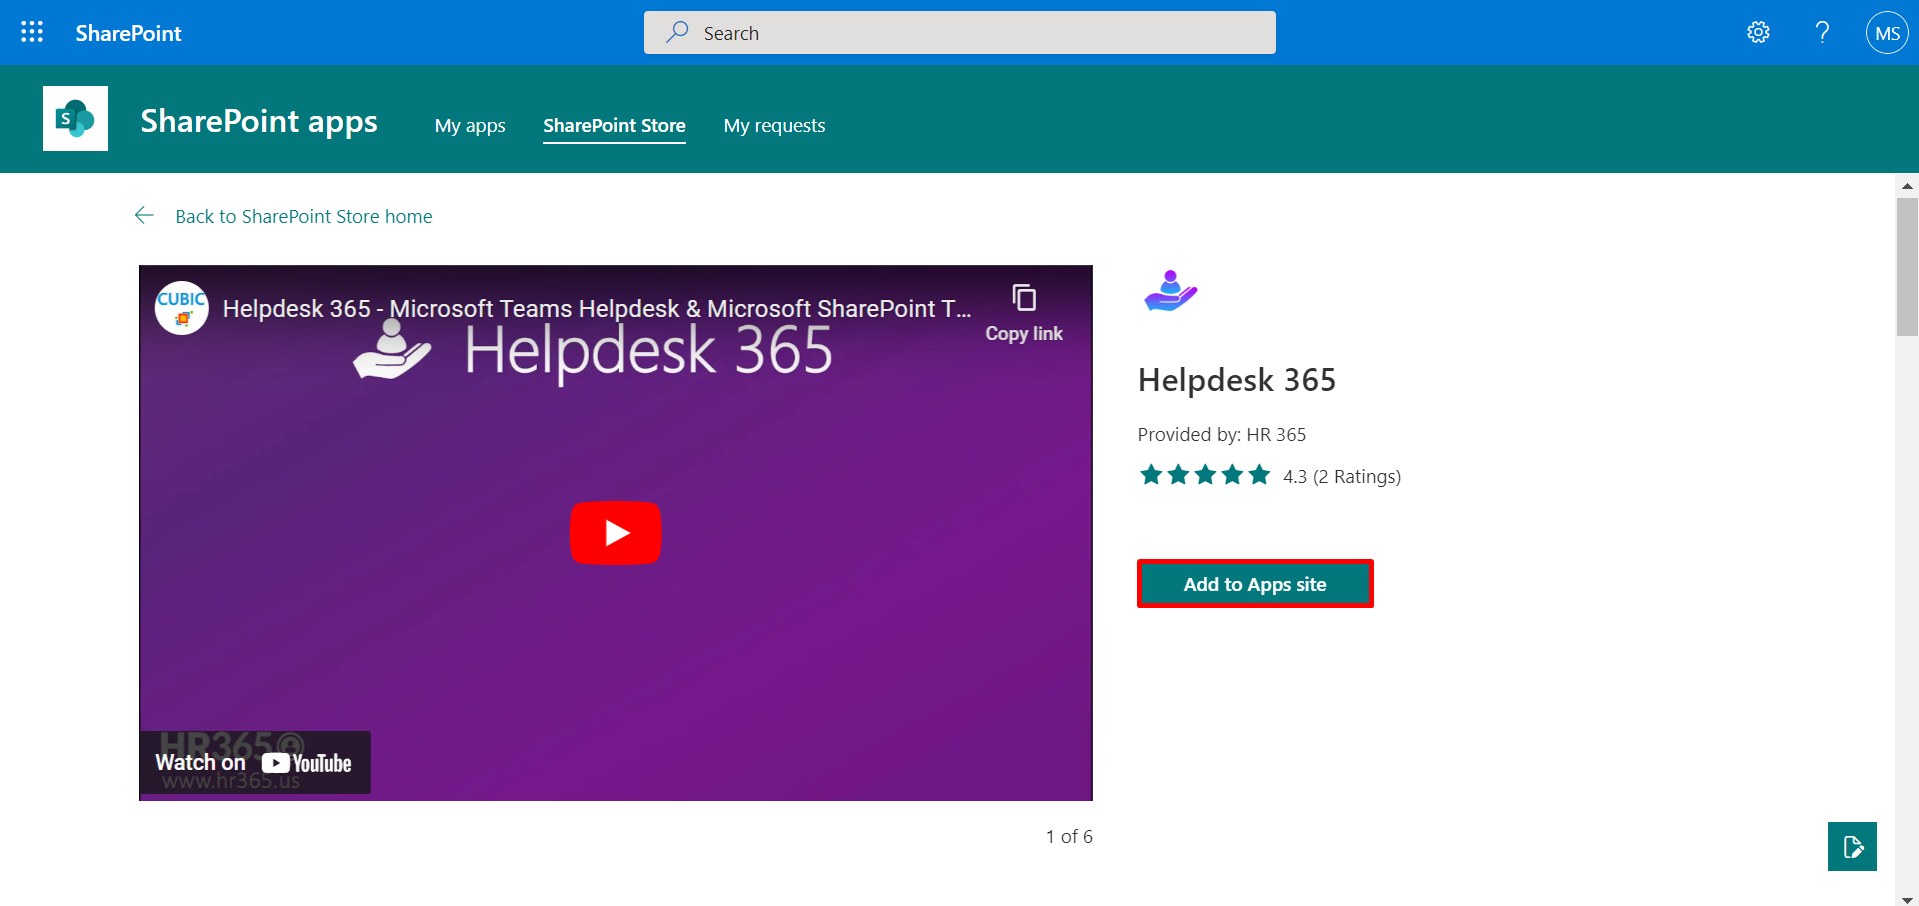 SharePoint
Search
MS
S
SharePoint apps
My apps
SharePoint Store
My requests
Back to SharePoint Store home
CUBIC
Helpdesk 365 - Microsoft Teams Helpdesk & Microsoft SharePoint T...
Copy link
Helpdesk 365
HR365
Watch on YouTube
www.hr365.us
1 of 6
Helpdesk 365
Provided by: HR 365
4.3 (2 Ratings)
Add to Apps site